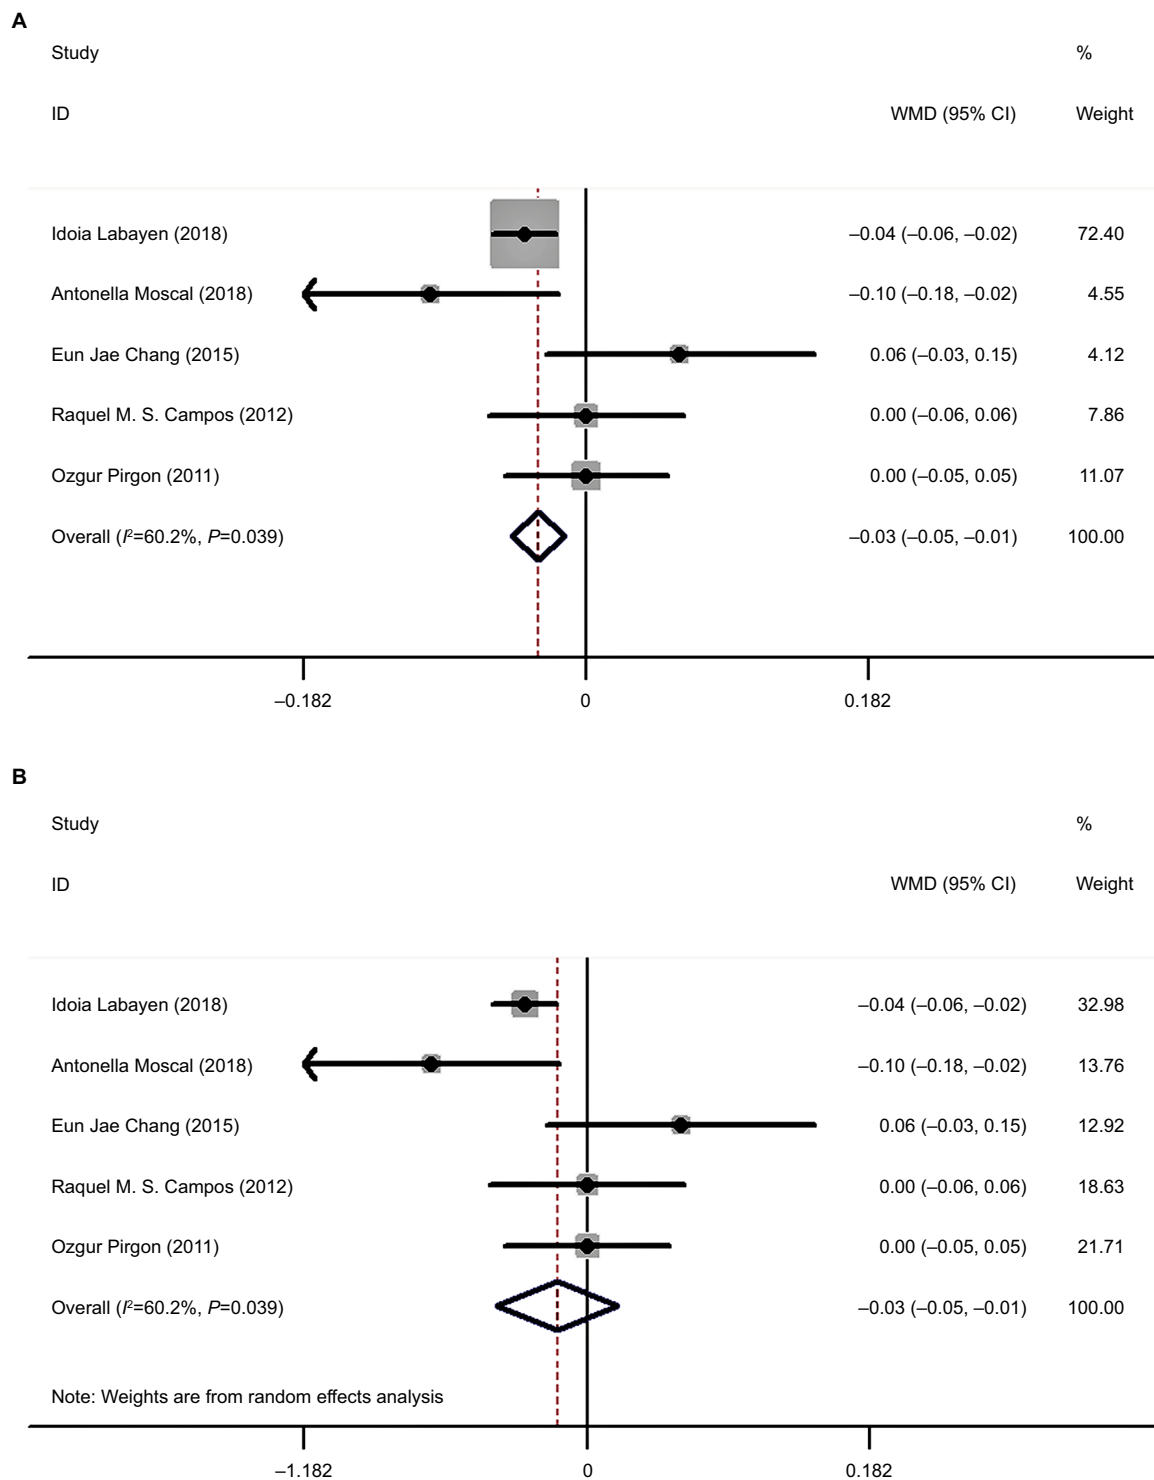 A
Study %
ID WMD (95% CI) Weight
Idoia Labayen (2018) –0.04 (–0.06, –0.02) 72.40
Antonella Moscal (2018) –0.10 (–0.18, –0.02) 4.55
Eun Jae Chang (2015) 0.06 (–0.03, 0.15) 4.12
Raquel M. S. Campos (2012) 0.00 (–0.06, 0.06) 7.86
Ozgur Pirgon (2011) 0.00 (–0.05, 0.05) 11.07
Overall (I²=60.2%, P=0.039) –0.03 (–0.05, –0.01) 100.00
–0.182 0 0.182
B
Study %
ID WMD (95% CI) Weight
Idoia Labayen (2018) –0.04 (–0.06, –0.02) 32.98
Antonella Moscal (2018) –0.10 (–0.18, –0.02) 13.76
Eun Jae Chang (2015) 0.06 (–0.03, 0.15) 12.92
Raquel M. S. Campos (2012) 0.00 (–0.06, 0.06) 18.63
Ozgur Pirgon (2011) 0.00 (–0.05, 0.05) 21.71
Overall (I²=60.2%, P=0.039) –0.03 (–0.05, –0.01) 100.00
Note: Weights are from random effects analysis
–1.182 0 0.182